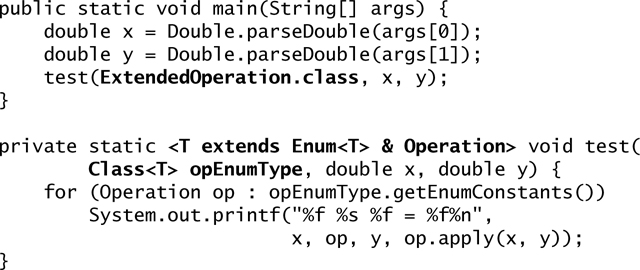 public static void main(String[] args) {
    double x = Double.parseDouble(args[0]);
    double y = Double.parseDouble(args[1]);
    test(ExtendedOperation.class, x, y);
}

private static <T extends Enum<T> & Operation> void test(
        Class<T> opEnumType, double x, double y) {
    for (Operation op : opEnumType.getEnumConstants())
        System.out.printf("%f %s %f = %f%n",
                          x, op, y, op.apply(x, y));
}